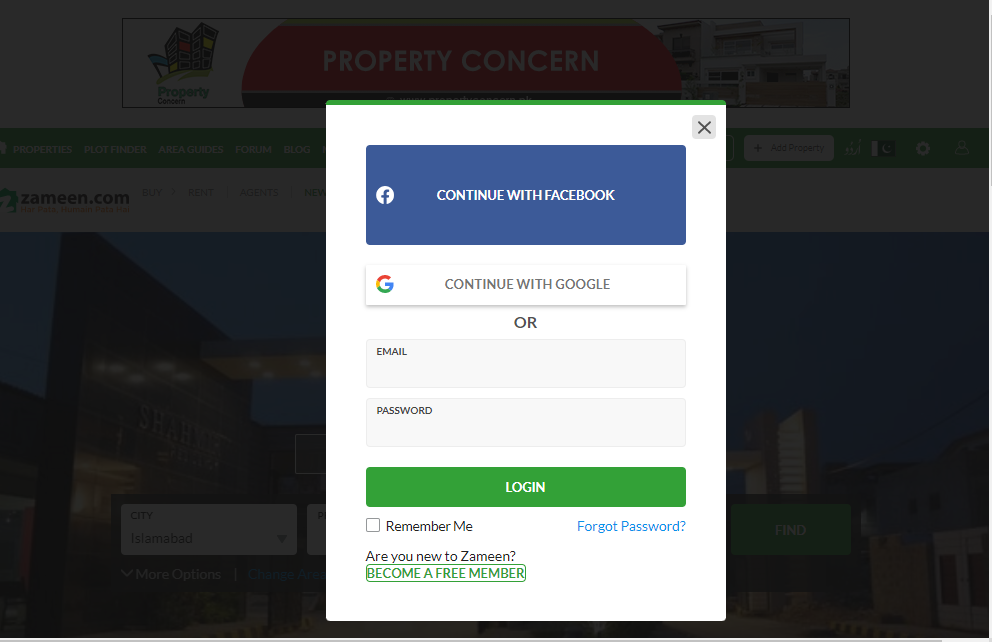 PROPERTY CONCERN
Property
Concern
PROPERTIES PLOT FINDER AREA GUIDES FORUM BLOG
+ Add Property
اردو
zameen.com
BUY / RENT AGENTS NEW
CONTINUE WITH FACEBOOK
CONTINUE WITH GOOGLE
OR
EMAIL
PASSWORD
LOGIN
Remember Me Forgot Password?
Are you new to Zameen?
BECOME A FREE MEMBER
CITY
Islamabad
FIND
More Options | Change Area